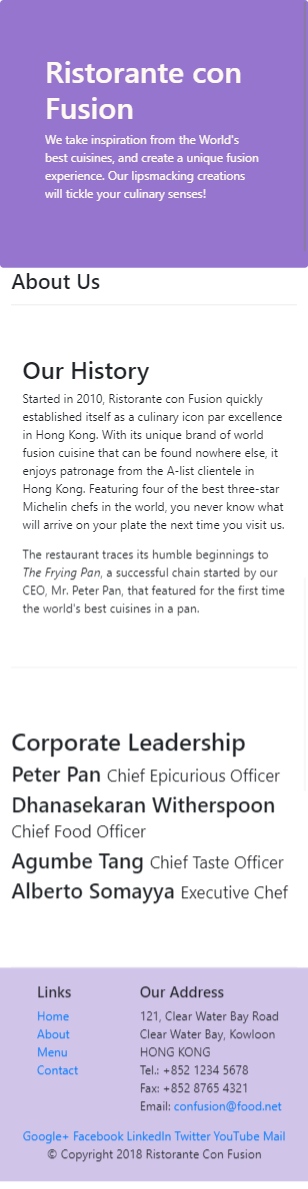 Ristorante con
Fusion
We take inspiration from the World's
best cuisines, and create a unique fusion
experience. Our lipsmacking creations
will tickle your culinary senses!
About Us
Our History
Started in 2010, Ristorante con Fusion quickly
established itself as a culinary icon par excellence
in Hong Kong. With its unique brand of world
fusion cuisine that can be found nowhere else, it
enjoys patronage from the A-list clientele in
Hong Kong. Featuring four of the best three-star
Michelin chefs in the world, you never know what
will arrive on your plate the next time you visit us.
The restaurant traces its humble beginnings to
The Frying Pan, a successful chain started by our
CEO, Mr. Peter Pan, that featured for the first time
the world's best cuisines in a pan.
Corporate Leadership
Peter Pan Chief Epicurious Officer
Dhanasekaran Witherspoon
Chief Food Officer
Agumbe Tang Chief Taste Officer
Alberto Somayya Executive Chef
Links
Home
About
Menu
Contact
Our Address
121, Clear Water Bay Road
Clear Water Bay, Kowloon
HONG KONG
Tel.: +852 1234 5678
Fax: +852 8765 4321
Email: confusion@food.net
Google+ Facebook LinkedIn Twitter YouTube Mail
© Copyright 2018 Ristorante Con Fusion